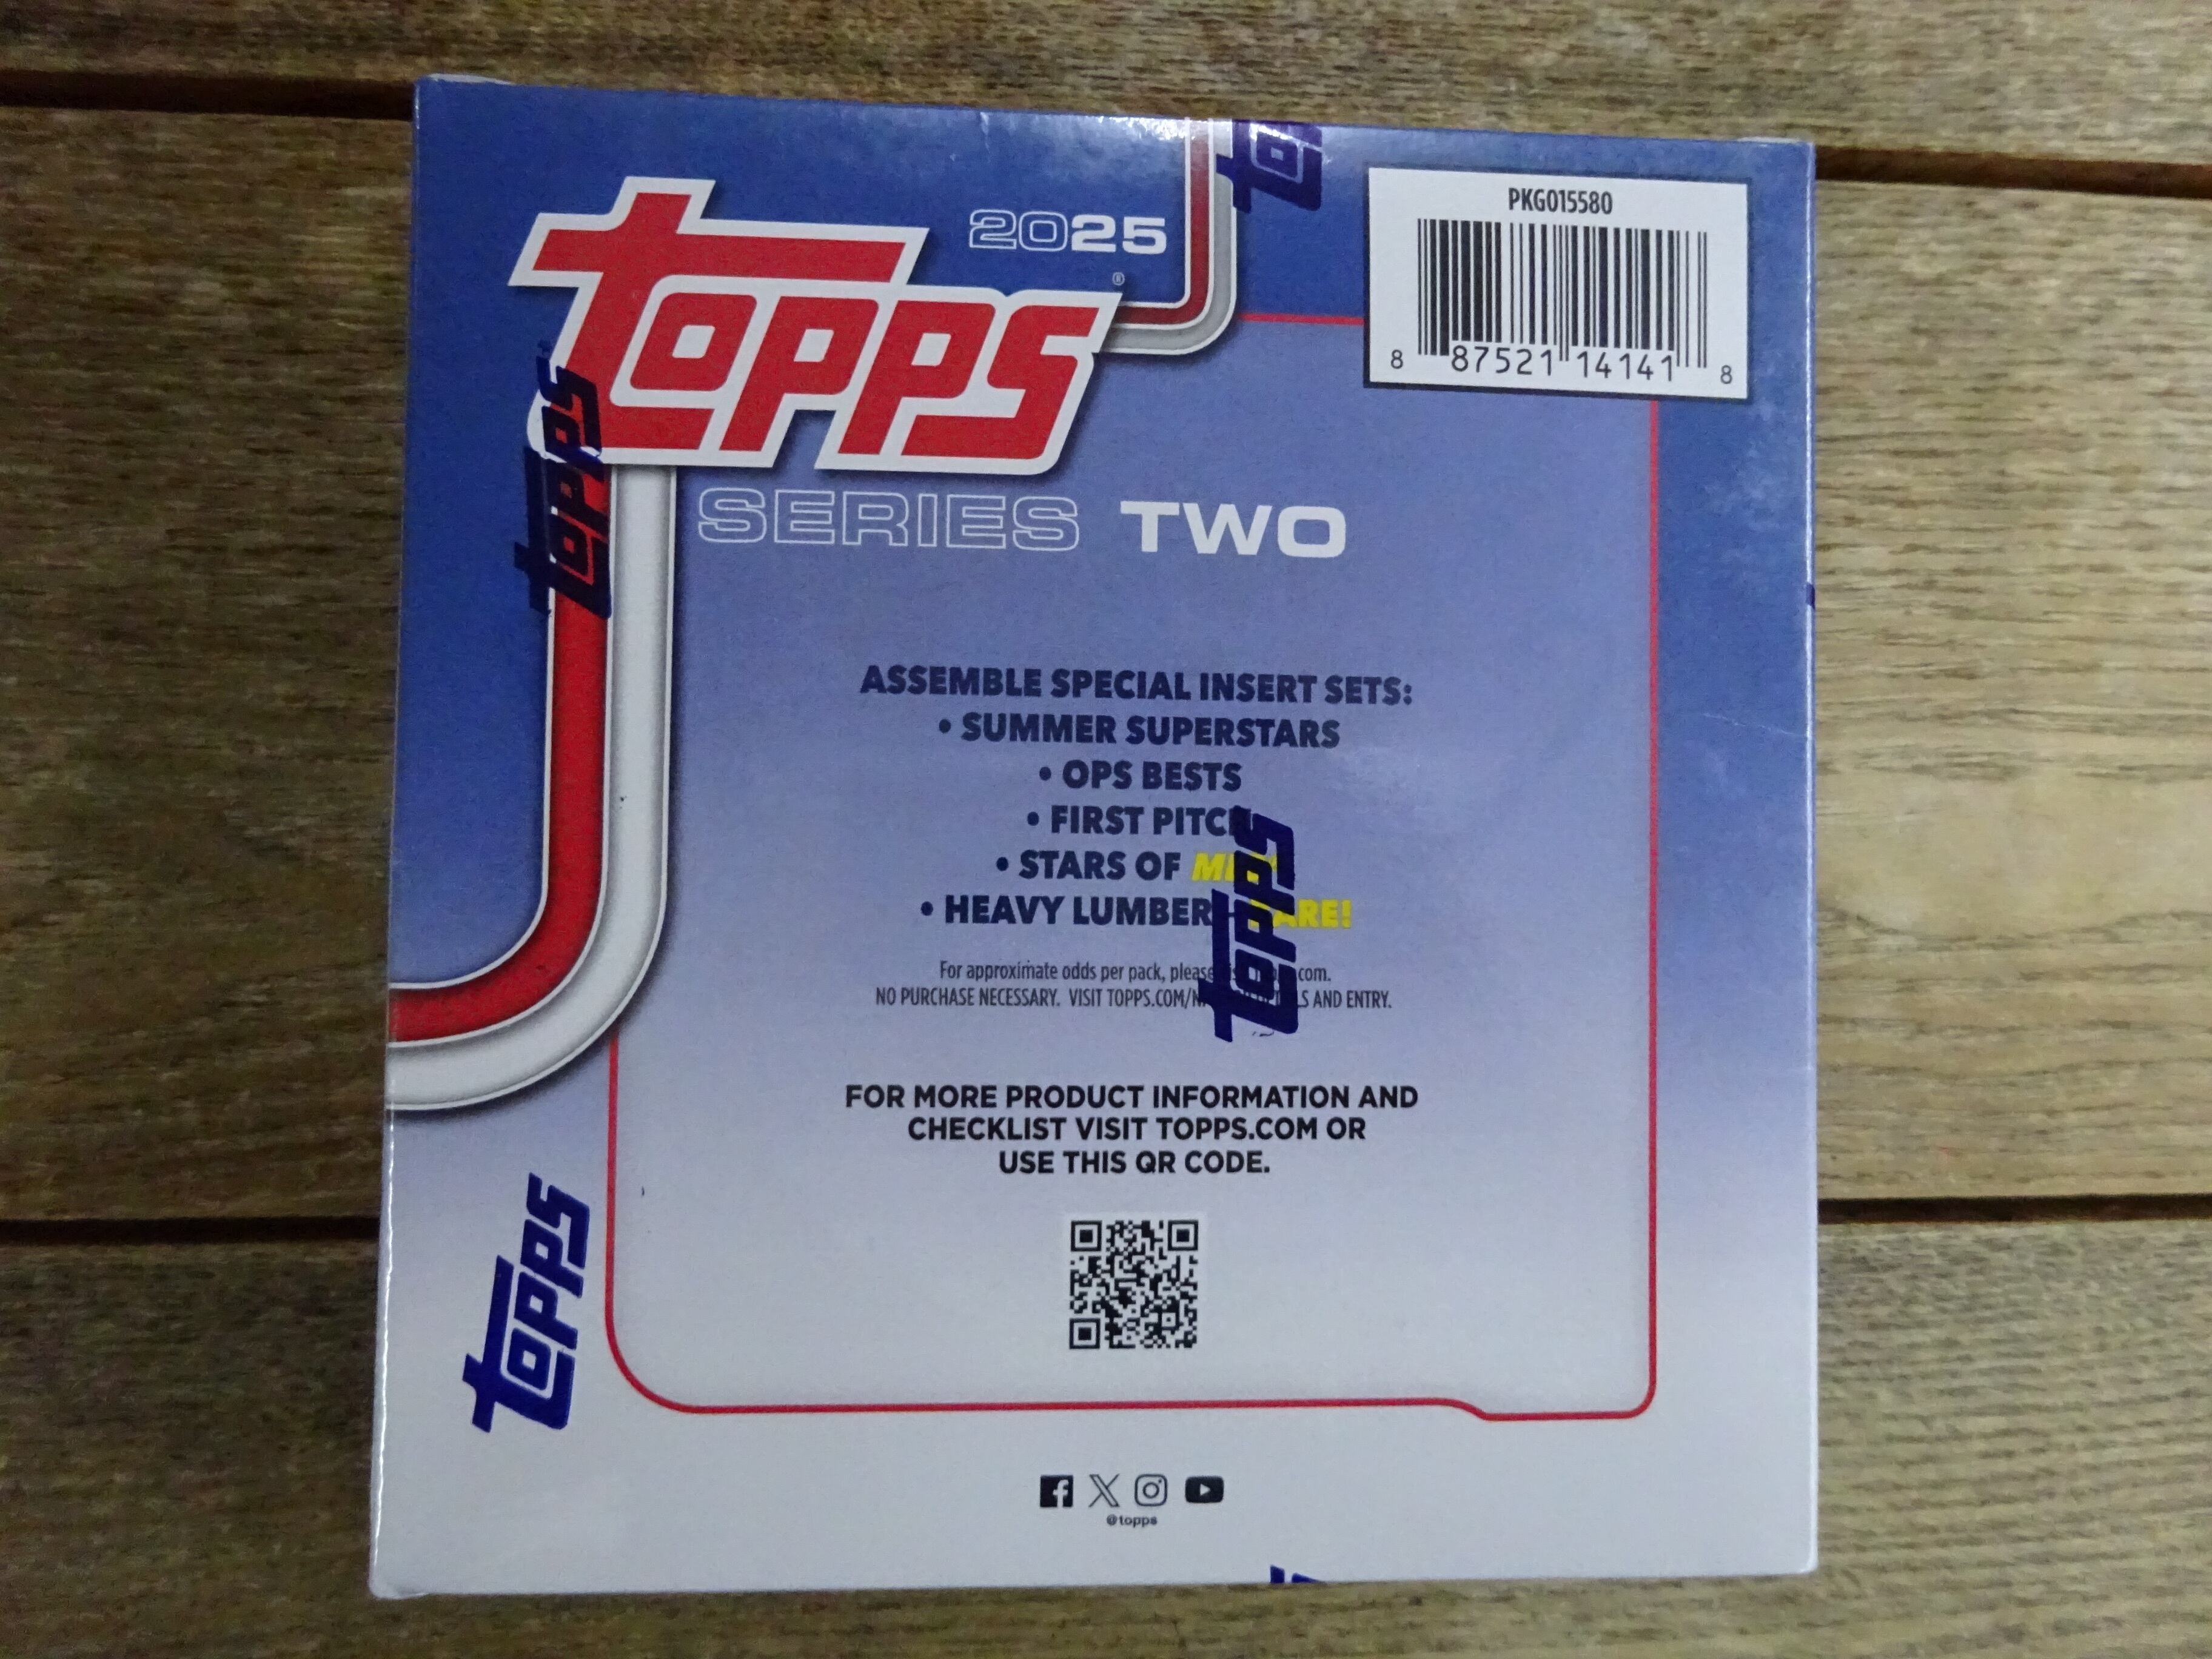 2025
topps
®
SERIES TWO
PKG015580
8 87521 14141 8
topps
topps
ASSEMBLE SPECIAL INSERT SETS:
• SUMMER SUPERSTARS
• OPS BESTS
• FIRST PITCH
• STARS OF
• HEAVY LUMBER
topps
For approximate odds per pack, please
NO PURCHASE NECESSARY. VISIT AND ENTRY.
FOR MORE PRODUCT INFORMATION AND
CHECKLIST VISIT TOPPS.COM OR
USE THIS QR CODE.
topps
@topps